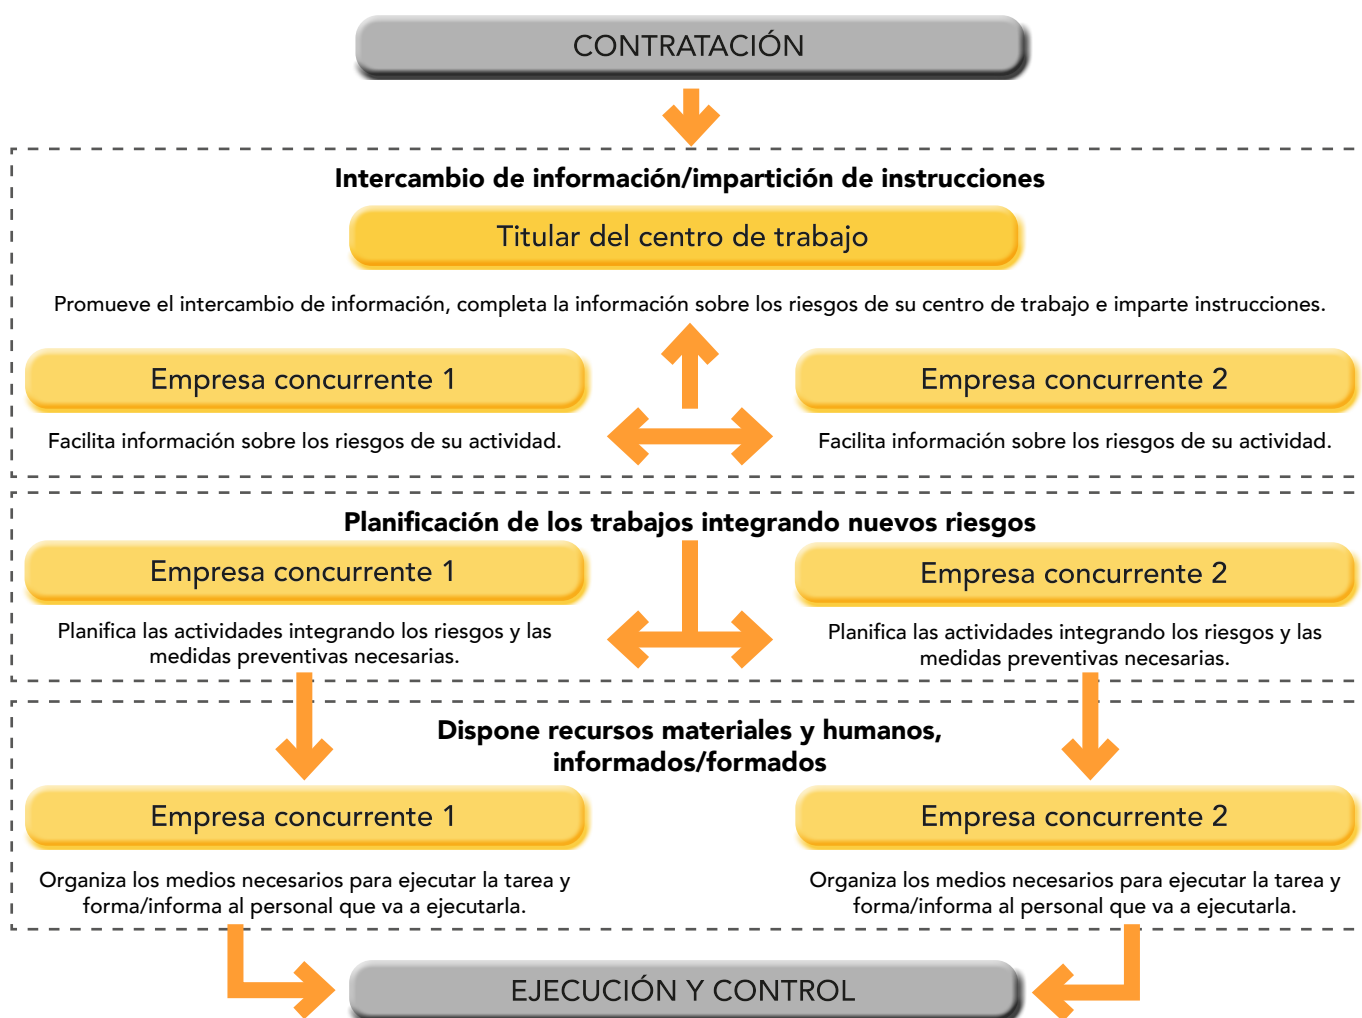 CONTRATACIÓN
Intercambio de información/impartición de instrucciones
Titular del centro de trabajo
Promueve el intercambio de información, completa la información sobre los riesgos de su centro de trabajo e imparte instrucciones.
Empresa concurrente 1
Facilita información sobre los riesgos de su actividad.
Empresa concurrente 2
Facilita información sobre los riesgos de su actividad.
Planificación de los trabajos integrando nuevos riesgos
Empresa concurrente 1
Planifica las actividades integrando los riesgos y las
medidas preventivas necesarias.
Empresa concurrente 2
Planifica las actividades integrando los riesgos y las
medidas preventivas necesarias.
Dispone recursos materiales y humanos,
informados/formados
Empresa concurrente 1
Organiza los medios necesarios para ejecutar la tarea y
forma/informa al personal que va a ejecutarla.
Empresa concurrente 2
Organiza los medios necesarios para ejecutar la tarea y
forma/informa al personal que va a ejecutarla.
EJECUCIÓN Y CONTROL